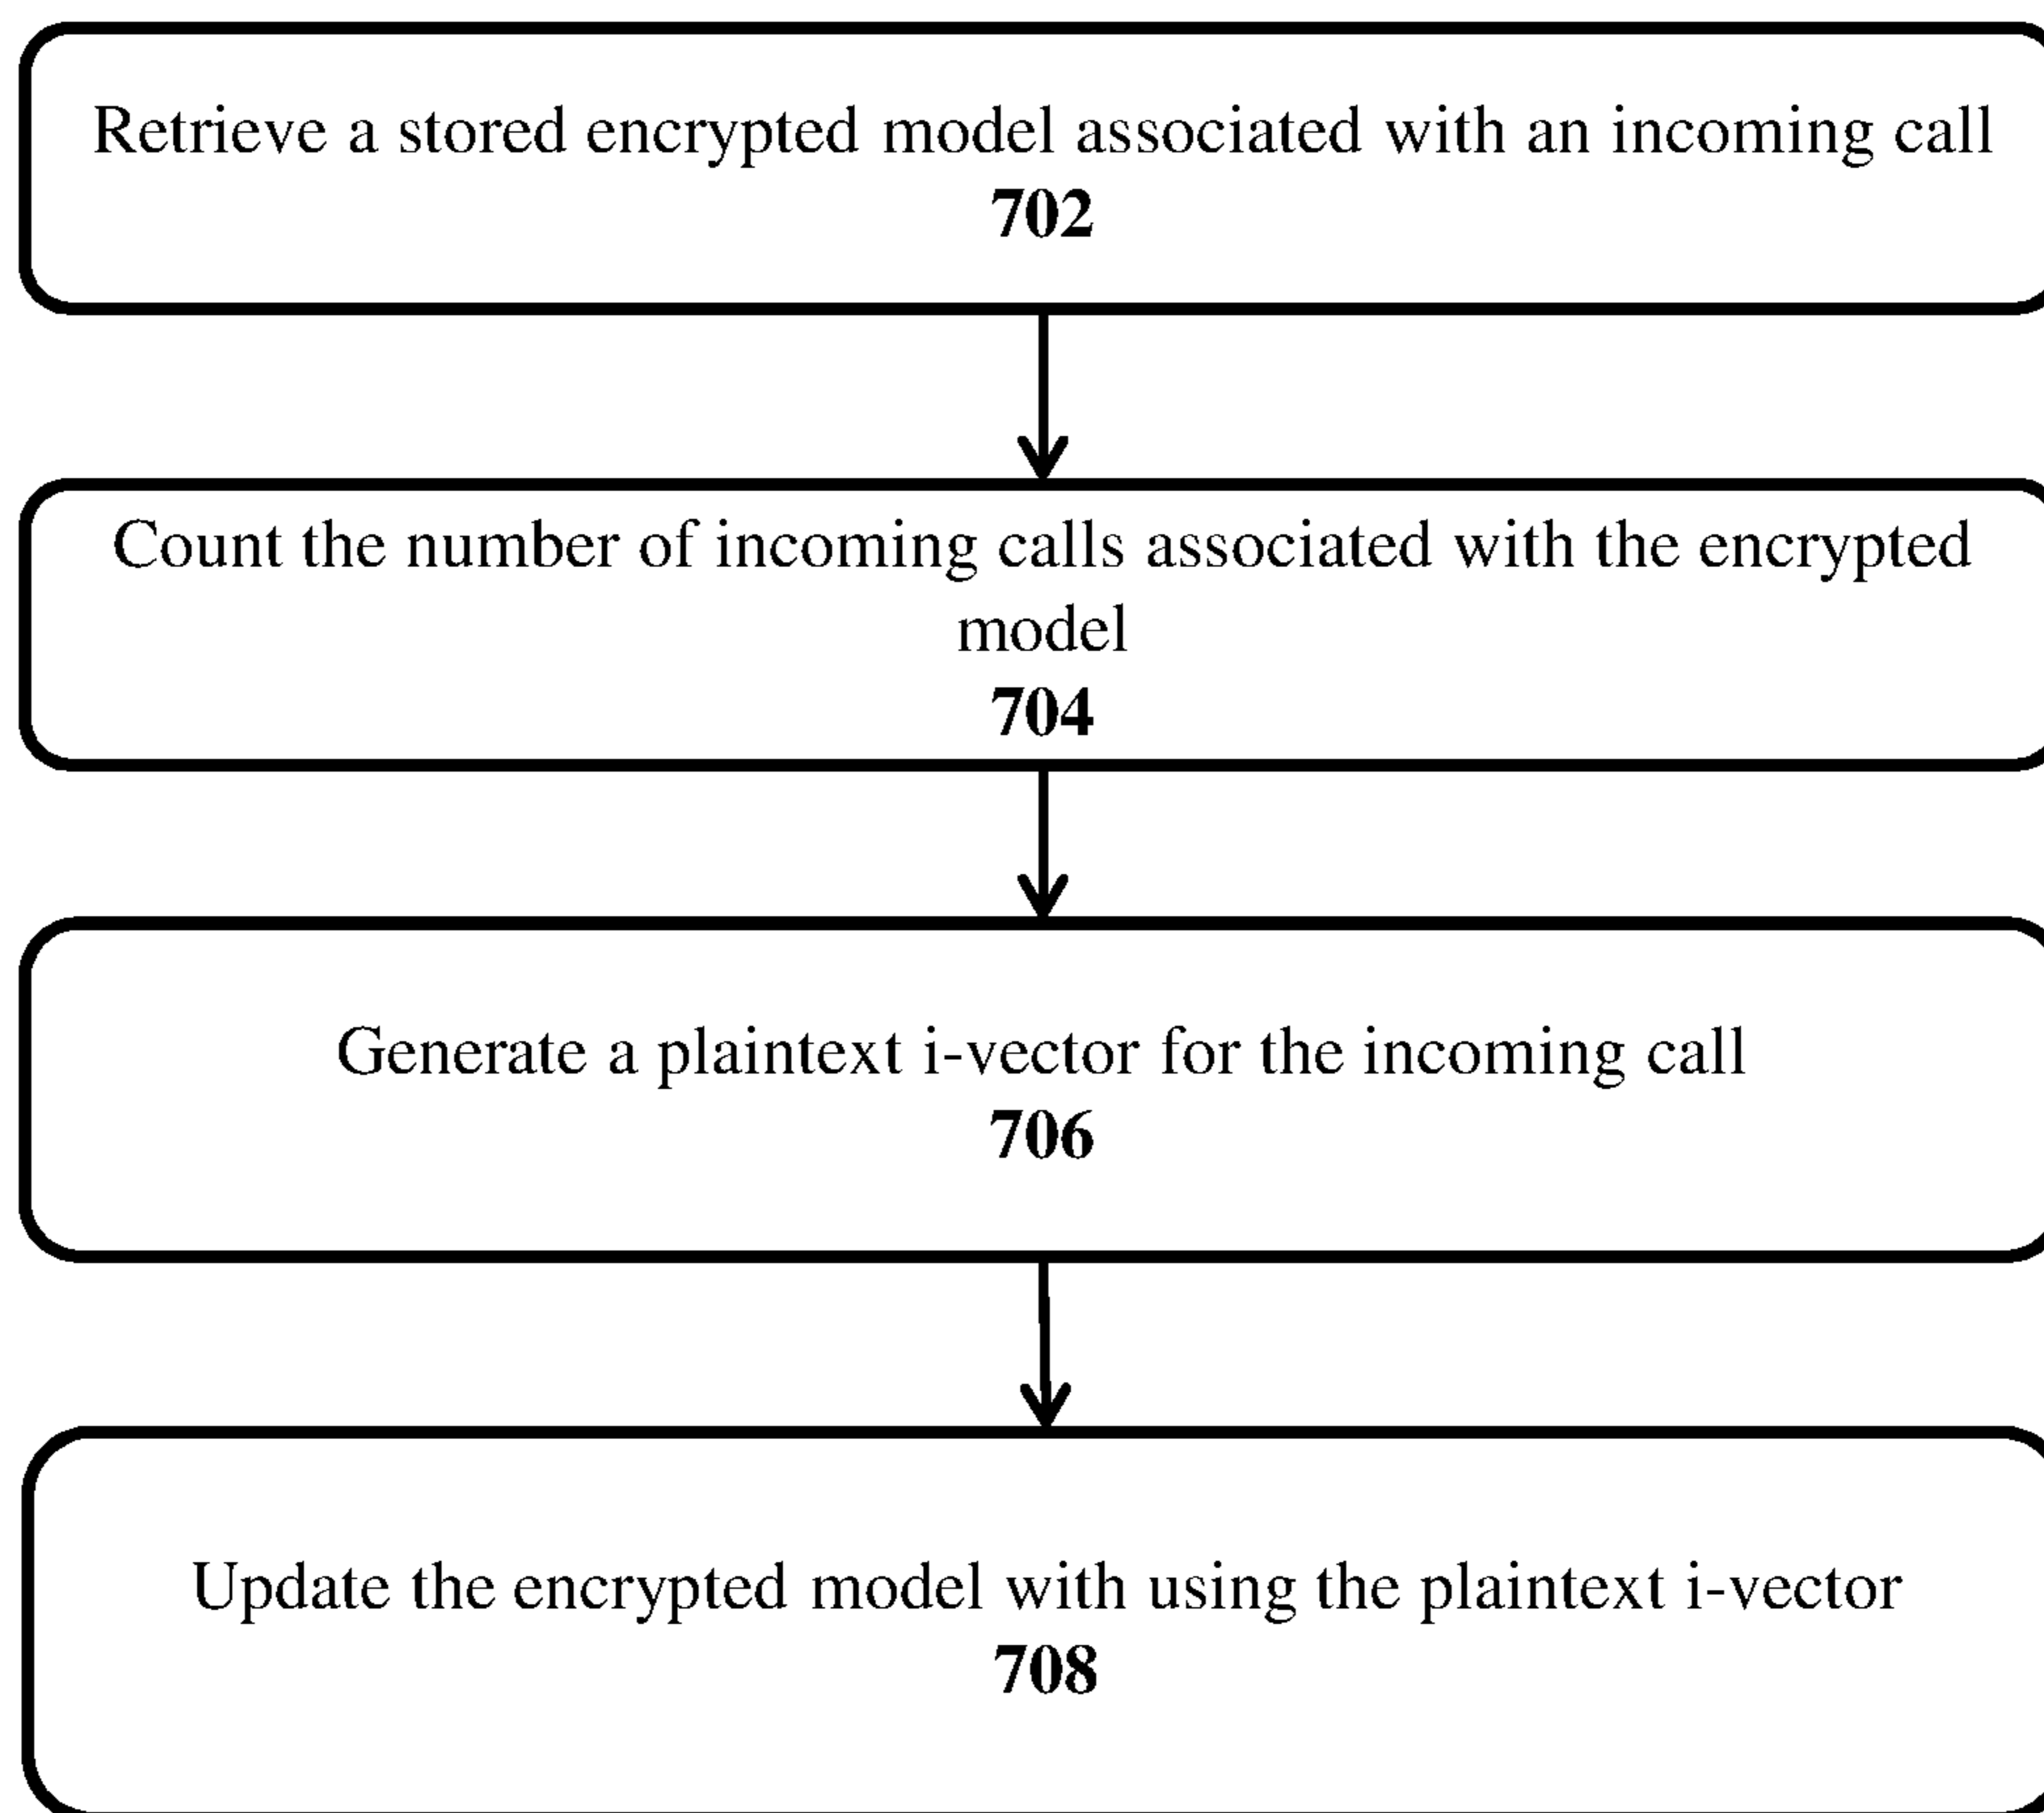 Retrieve a stored encrypted model associated with an incoming call
702
Count the number of incoming calls associated with the encrypted
model
704
Generate a plaintext i-vector for the incoming call
706
Update the encrypted model with using the plaintext i-vector
708